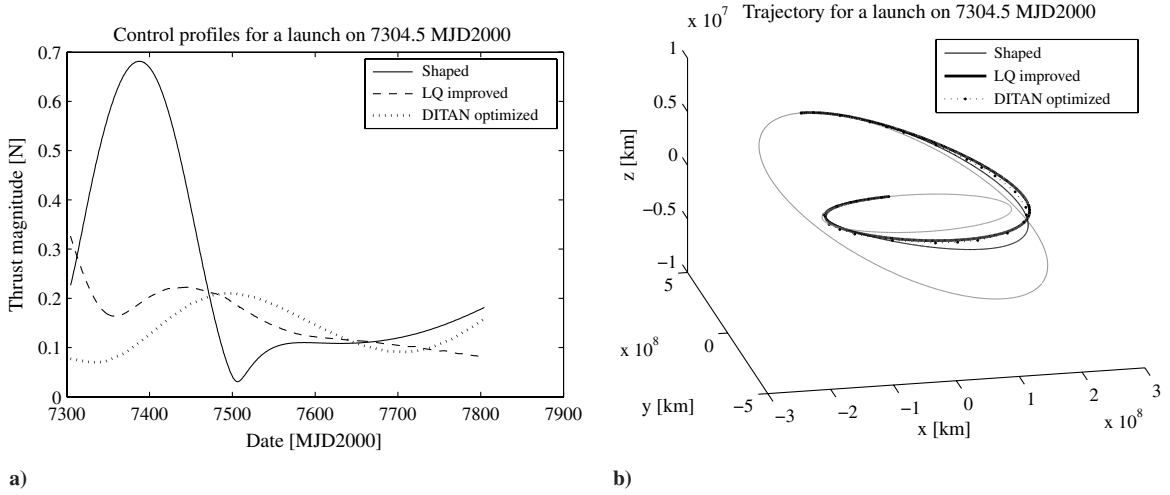 Control profiles for a launch on 7304.5 MJD2000
0.7
0.6
0.5
0.4
0.3
0.2
0.1
0
Thrust magnitude [N]
Shaped
LQ improved
DITAN optimized
7300
7400
7500
7600
7700
7800
7900
Date [MJD2000]
a)
Trajectory for a launch on 7304.5 MJD2000
x 10^7
1
0.5
0
−0.5
−1
z [km]
Shaped
LQ improved
DITAN optimized
5
0
−5
x 10^8
y [km]
−3
−2
−1
0
1
2
3
x [km]
x 10^8
b)